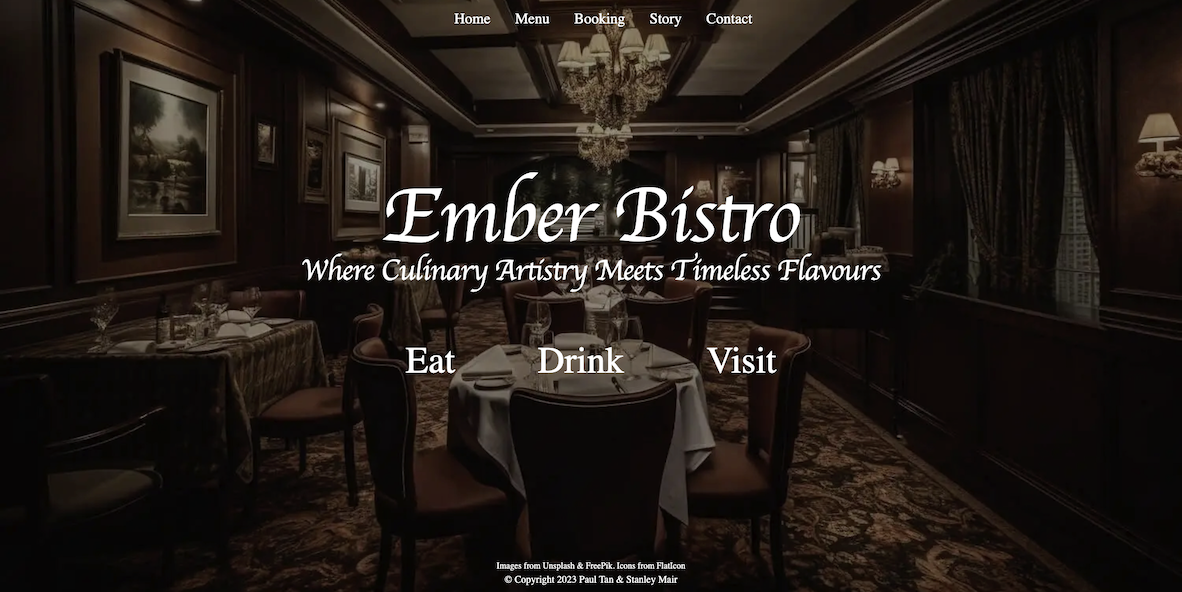 Home Menu Booking Story Contact
Ember Bistro
Where Culinary Artistry Meets Timeless Flavours
Eat Drink Visit
Images from Unsplash & FreePik. Icons from FlatIcon
© Copyright 2023 Paul Tan & Stanley Mair